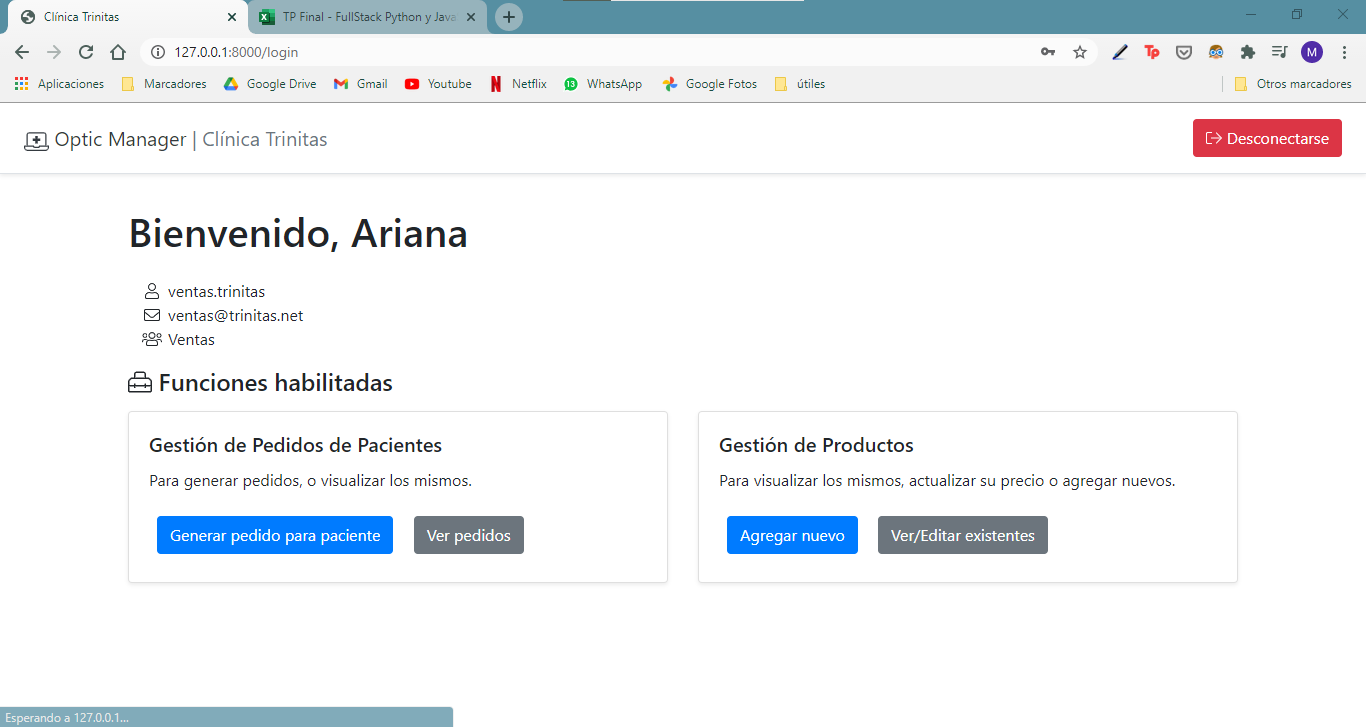 Clínica Trinitas
TP Final - FullStack Python y Java
127.0.0.1:8000/login
Tp
M
Aplicaciones
Marcadores
Google Drive
Gmail
Youtube
Netflix
13
WhatsApp
Google Fotos
útiles
Otros marcadores
Optic Manager | Clínica Trinitas
Desconectarse
Bienvenido, Ariana
ventas.trinitas
ventas@trinitas.net
Ventas
Funciones habilitadas
Gestión de Pedidos de Pacientes
Para generar pedidos, o visualizar los mismos.
Generar pedido para paciente
Ver pedidos
Gestión de Productos
Para visualizar los mismos, actualizar su precio o agregar nuevos.
Agregar nuevo
Ver/Editar existentes
Esperando a 127.0.0.1...